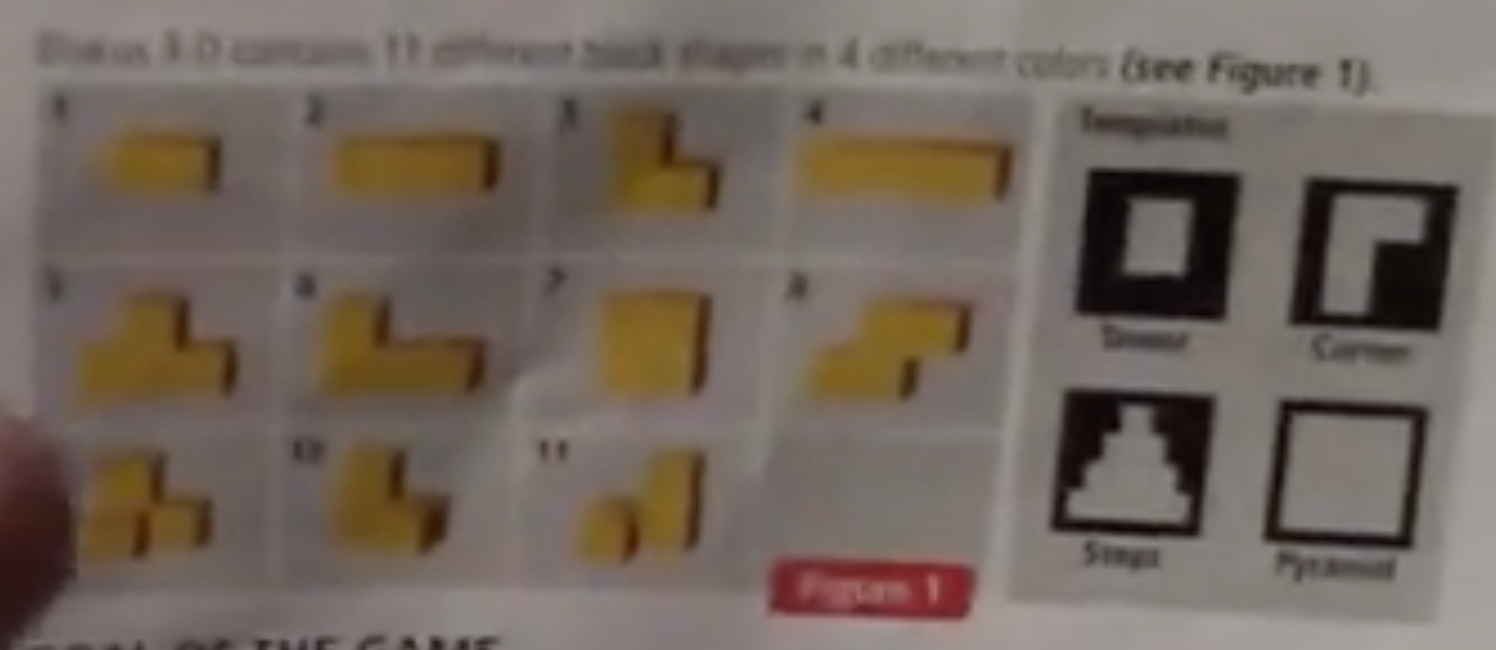 Blokus 3-D contains 11 different block shapes in 4 different colors (see Figure 1).
1 2 3 4
Templates
Tower Corner
5 6 7 8
10 11
Steps Pyramid
Figure 1
OF THE GAME